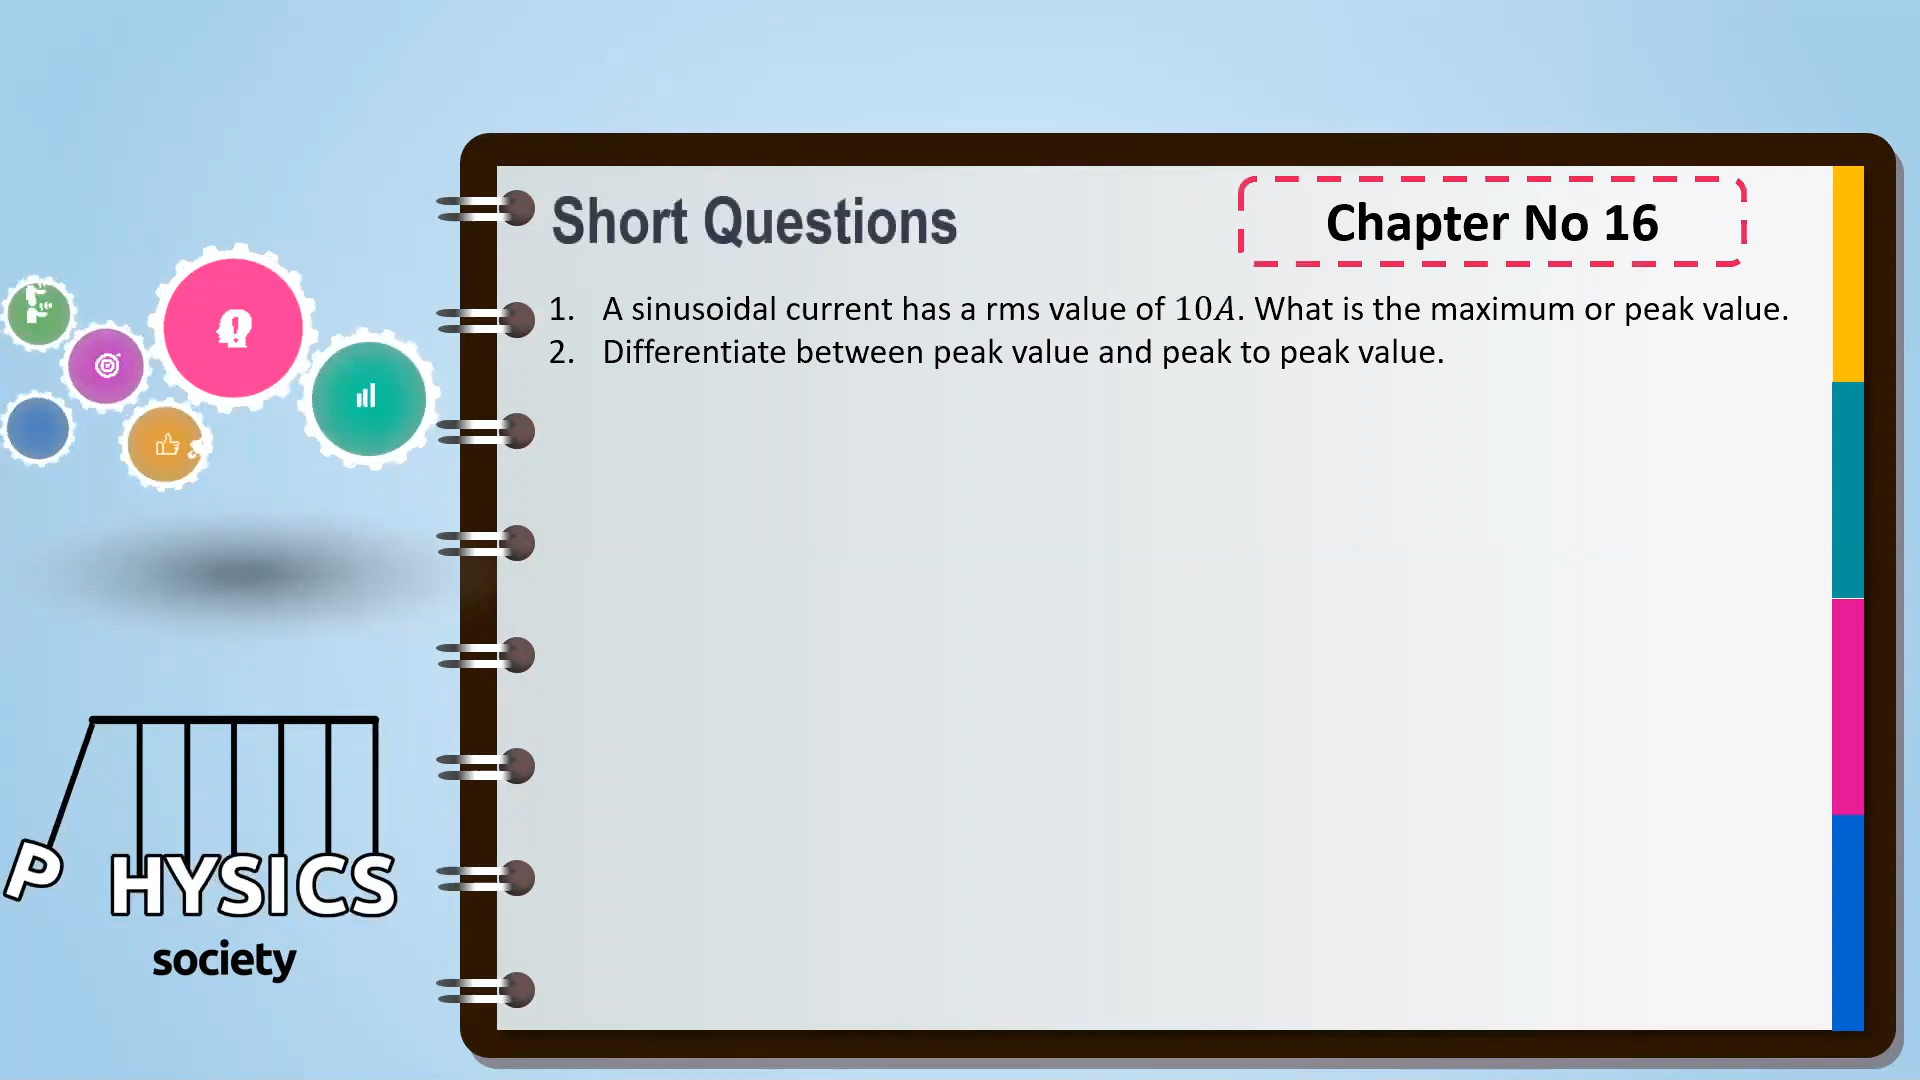 Short Questions
Chapter No 16
1. A sinusoidal current has a rms value of 10A. What is the maximum or peak value.
2. Differentiate between peak value and peak to peak value.
PHYSICS
society